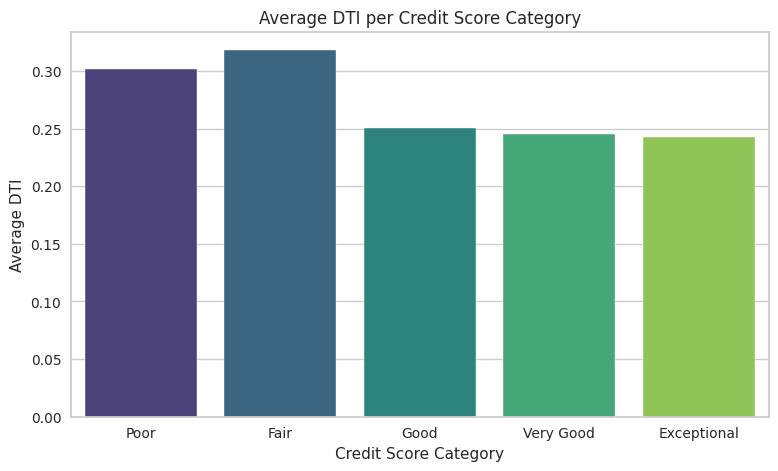 Average DTI per Credit Score Category
0.30
0.25
0.20
0.15
0.10
0.05
0.00
Average DTI
Poor Fair Good Very Good Exceptional
Credit Score Category